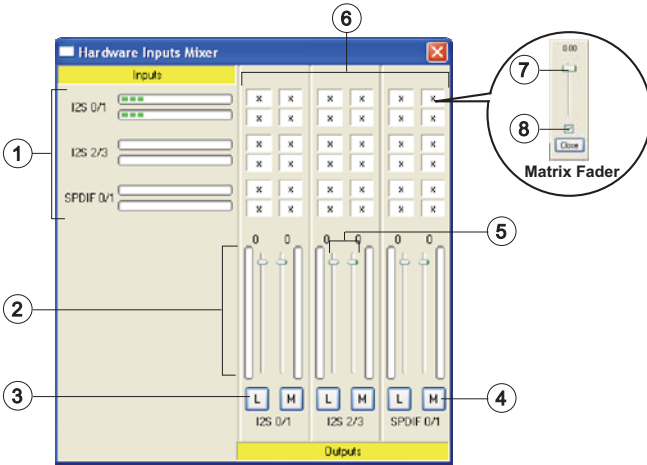 6
Hardware Inputs Mixer
Inputs
0.00
7
8
Close
Matrix Fader
1
I2S 0/1
x x x x x x
x x x x x x
I2S 2/3
x x x x x x
x x x x x x
SPDIF 0/1
x x x x x x
x x x x x x
0 0 0 0 0 0
5
2
3
L M L M L M
4
I2S 0/1 I2S 2/3 SPDIF 0/1
Outputs